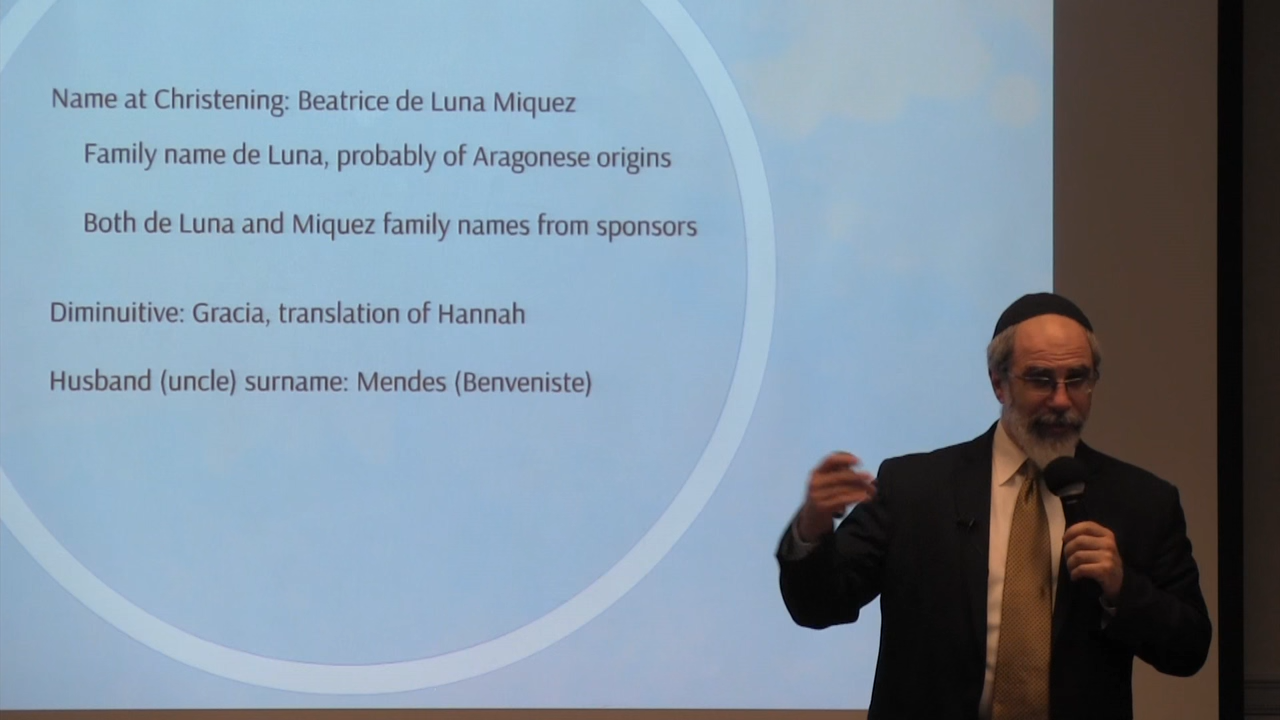 Name at Christening: Beatrice de Luna Miquez
Family name de Luna, probably of Aragonese origins
Both de Luna and Miquez family names from sponsors
Diminuitive: Gracia, translation of Hannah
Husband (uncle) surname: Mendes (Benveniste)